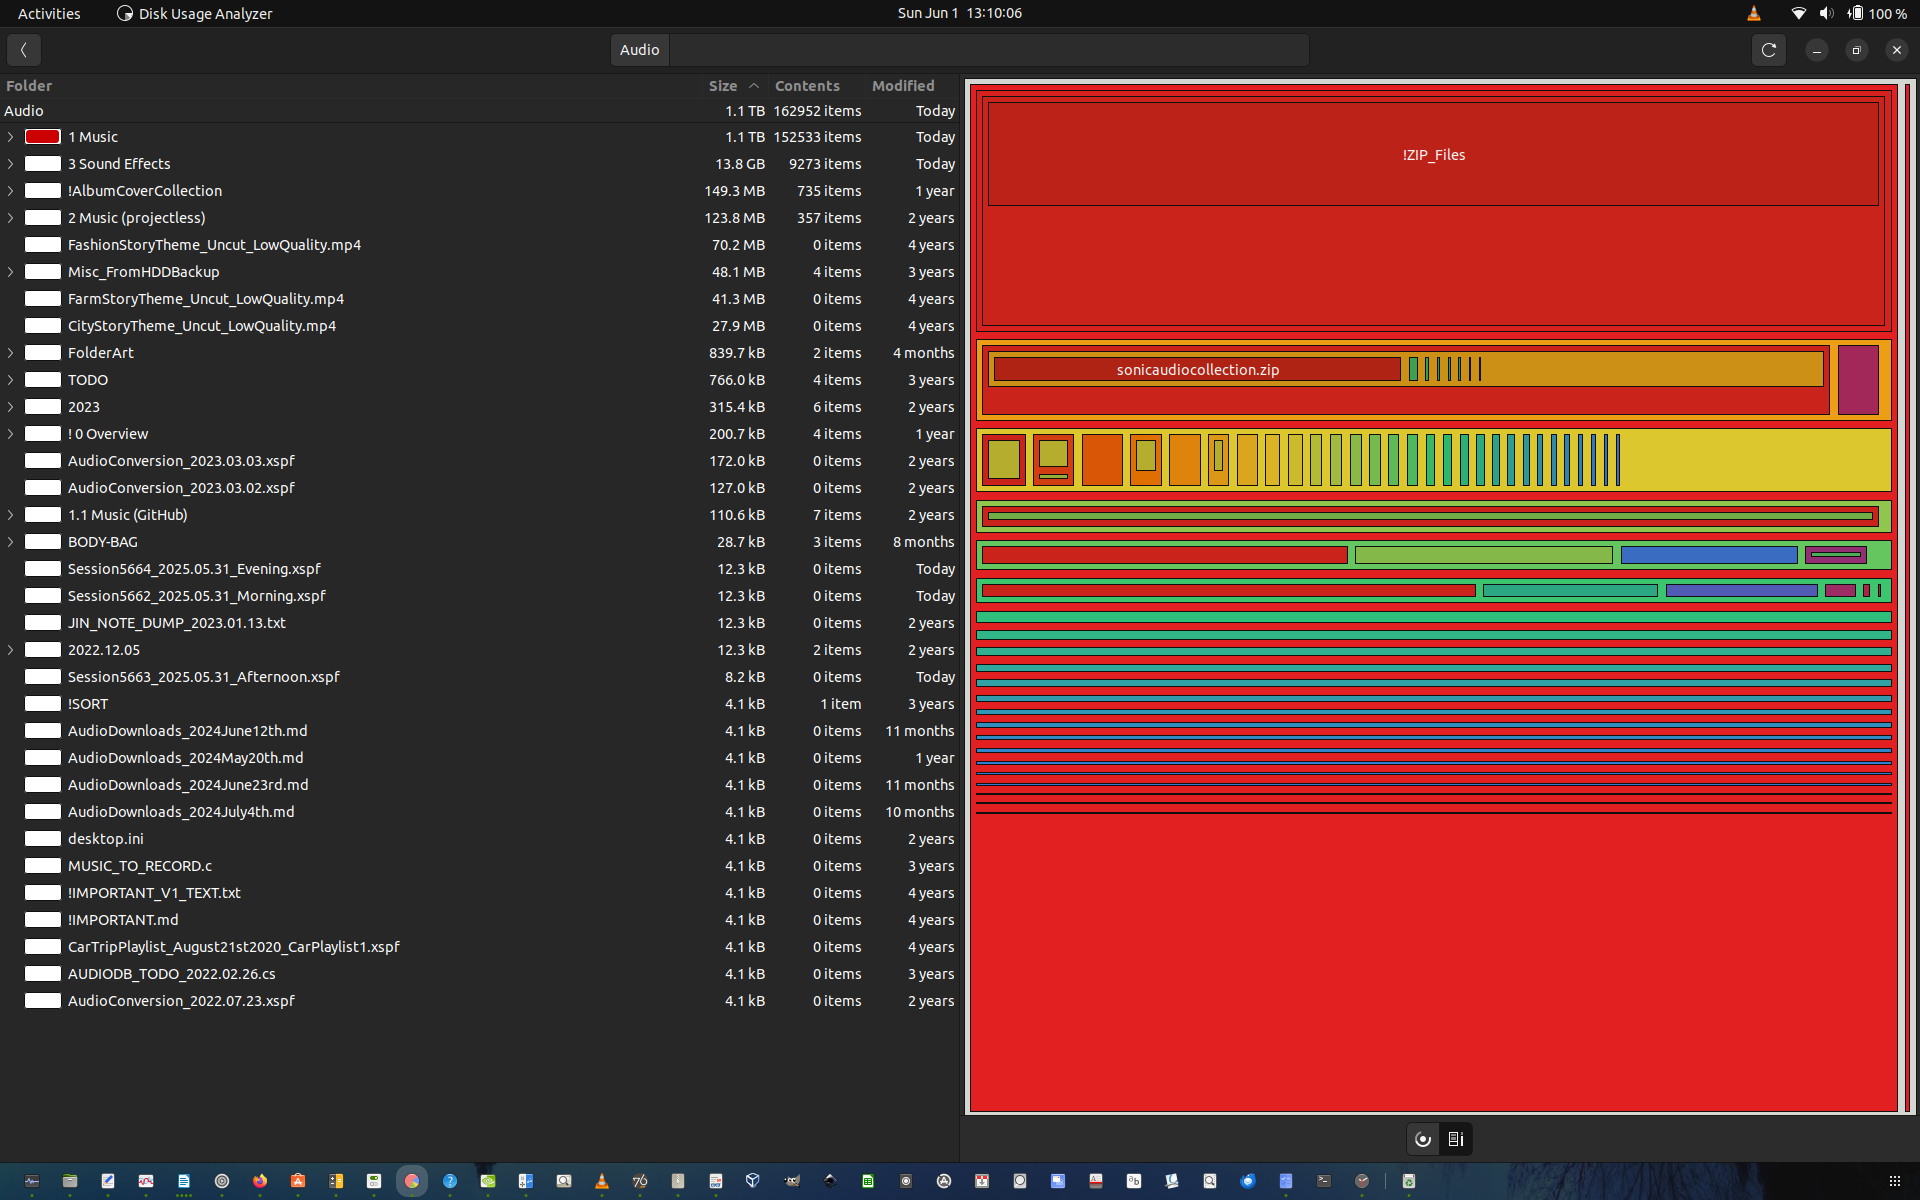 Activities Disk Usage Analyzer Sun Jun 1 13:10:06 100 %
Audio
Folder Size Contents Modified
Audio 1.1 TB 162952 items Today
1 Music 1.1 TB 152533 items Today
3 Sound Effects 13.8 GB 9273 items Today
!AlbumCoverCollection 149.3 MB 735 items 1 year
2 Music (projectless) 123.8 MB 357 items 2 years
FashionStoryTheme_Uncut_LowQuality.mp4 70.2 MB 0 items 4 years
Misc_FromHDDBackup 48.1 MB 4 items 3 years
FarmStoryTheme_Uncut_LowQuality.mp4 41.3 MB 0 items 4 years
CityStoryTheme_Uncut_LowQuality.mp4 27.9 MB 0 items 4 years
FolderArt 839.7 kB 2 items 4 months
TODO 766.0 kB 4 items 3 years
2023 315.4 kB 6 items 2 years
! 0 Overview 200.7 kB 4 items 1 year
AudioConversion_2023.03.03.xspf 172.0 kB 0 items 2 years
AudioConversion_2023.03.02.xspf 127.0 kB 0 items 2 years
1.1 Music (GitHub) 110.6 kB 7 items 2 years
BODY-BAG 28.7 kB 3 items 8 months
Session5664_2025.05.31_Evening.xspf 12.3 kB 0 items Today
Session5662_2025.05.31_Morning.xspf 12.3 kB 0 items Today
JIN_NOTE_DUMP_2023.01.13.txt 12.3 kB 0 items 2 years
2022.12.05 12.3 kB 2 items 2 years
Session5663_2025.05.31_Afternoon.xspf 8.2 kB 0 items Today
!SORT 4.1 kB 1 item 3 years
AudioDownloads_2024June12th.md 4.1 kB 0 items 11 months
AudioDownloads_2024May20th.md 4.1 kB 0 items 1 year
AudioDownloads_2024June23rd.md 4.1 kB 0 items 11 months
AudioDownloads_2024July4th.md 4.1 kB 0 items 10 months
desktop.ini 4.1 kB 0 items 2 years
MUSIC_TO_RECORD.c 4.1 kB 0 items 3 years
!IMPORTANT_V1_TEXT.txt 4.1 kB 0 items 4 years
!IMPORTANT.md 4.1 kB 0 items 4 years
CarTripPlaylist_August21st2020_CarPlaylist1.xspf 4.1 kB 0 items 4 years
AUDIODB_TODO_2022.02.26.cs 4.1 kB 0 items 3 years
AudioConversion_2022.07.23.xspf 4.1 kB 0 items 2 years
!ZIP_Files
sonicaudiocollection.zip